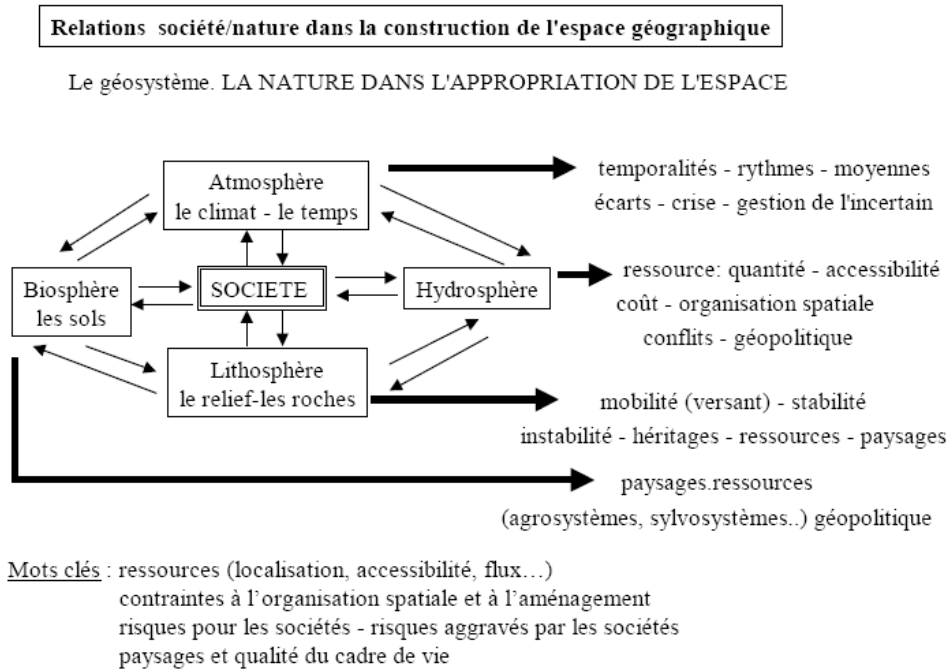 Relations société/nature dans la construction de l'espace géographique
Le géosystème. LA NATURE DANS L'APPROPRIATION DE L'ESPACE
Atmosphère
le climat - le temps
temporalités - rythmes - moyennes
écarts - crise - gestion de l'incertain
Biosphère
les sols
SOCIETE
Hydrosphère
ressource: quantité - accessibilité
coût - organisation spatiale
conflits - géopolitique
Lithosphère
le relief-les roches
mobilité (versant) - stabilité
instabilité - héritages - ressources - paysages
paysages.ressources
(agrosystèmes, sylvosystèmes..) géopolitique
Mots clés : ressources (localisation, accessibilité, flux…)
contraintes à l’organisation spatiale et à l’aménagement
risques pour les sociétés - risques aggravés par les sociétés
paysages et qualité du cadre de vie